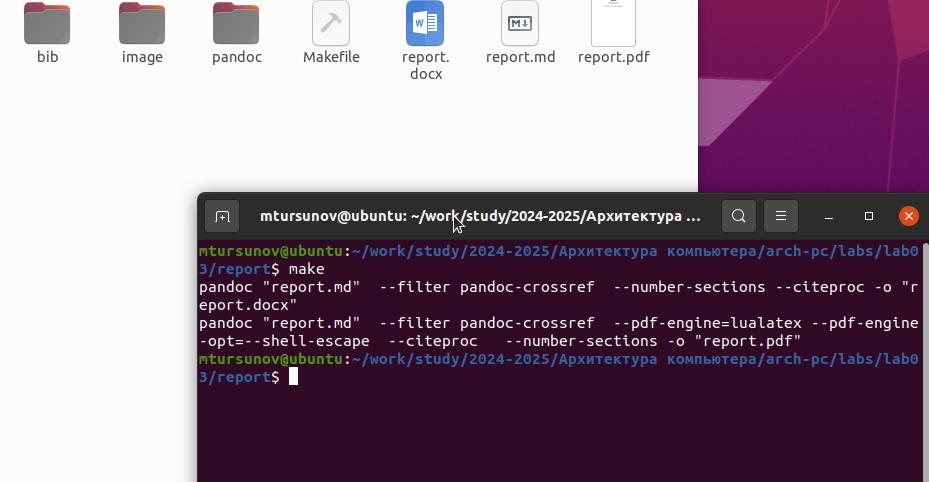 bib
image
pandoc
Makefile
report.
docx
report.md
report.pdf
mtursunov@ubuntu: ~/work/study/2024-2025/Архитектура ...
mtursunov@ubuntu:~/work/study/2024-2025/Архитектура компьютера/arch-pc/labs/lab0
3/report$ make
pandoc "report.md"  --filter pandoc-crossref  --number-sections --citeproc -o "r
eport.docx"
pandoc "report.md"  --filter pandoc-crossref  --pdf-engine=lualatex --pdf-engine
-opt=--shell-escape  --citeproc   --number-sections -o "report.pdf"
mtursunov@ubuntu:~/work/study/2024-2025/Архитектура компьютера/arch-pc/labs/lab0
3/report$